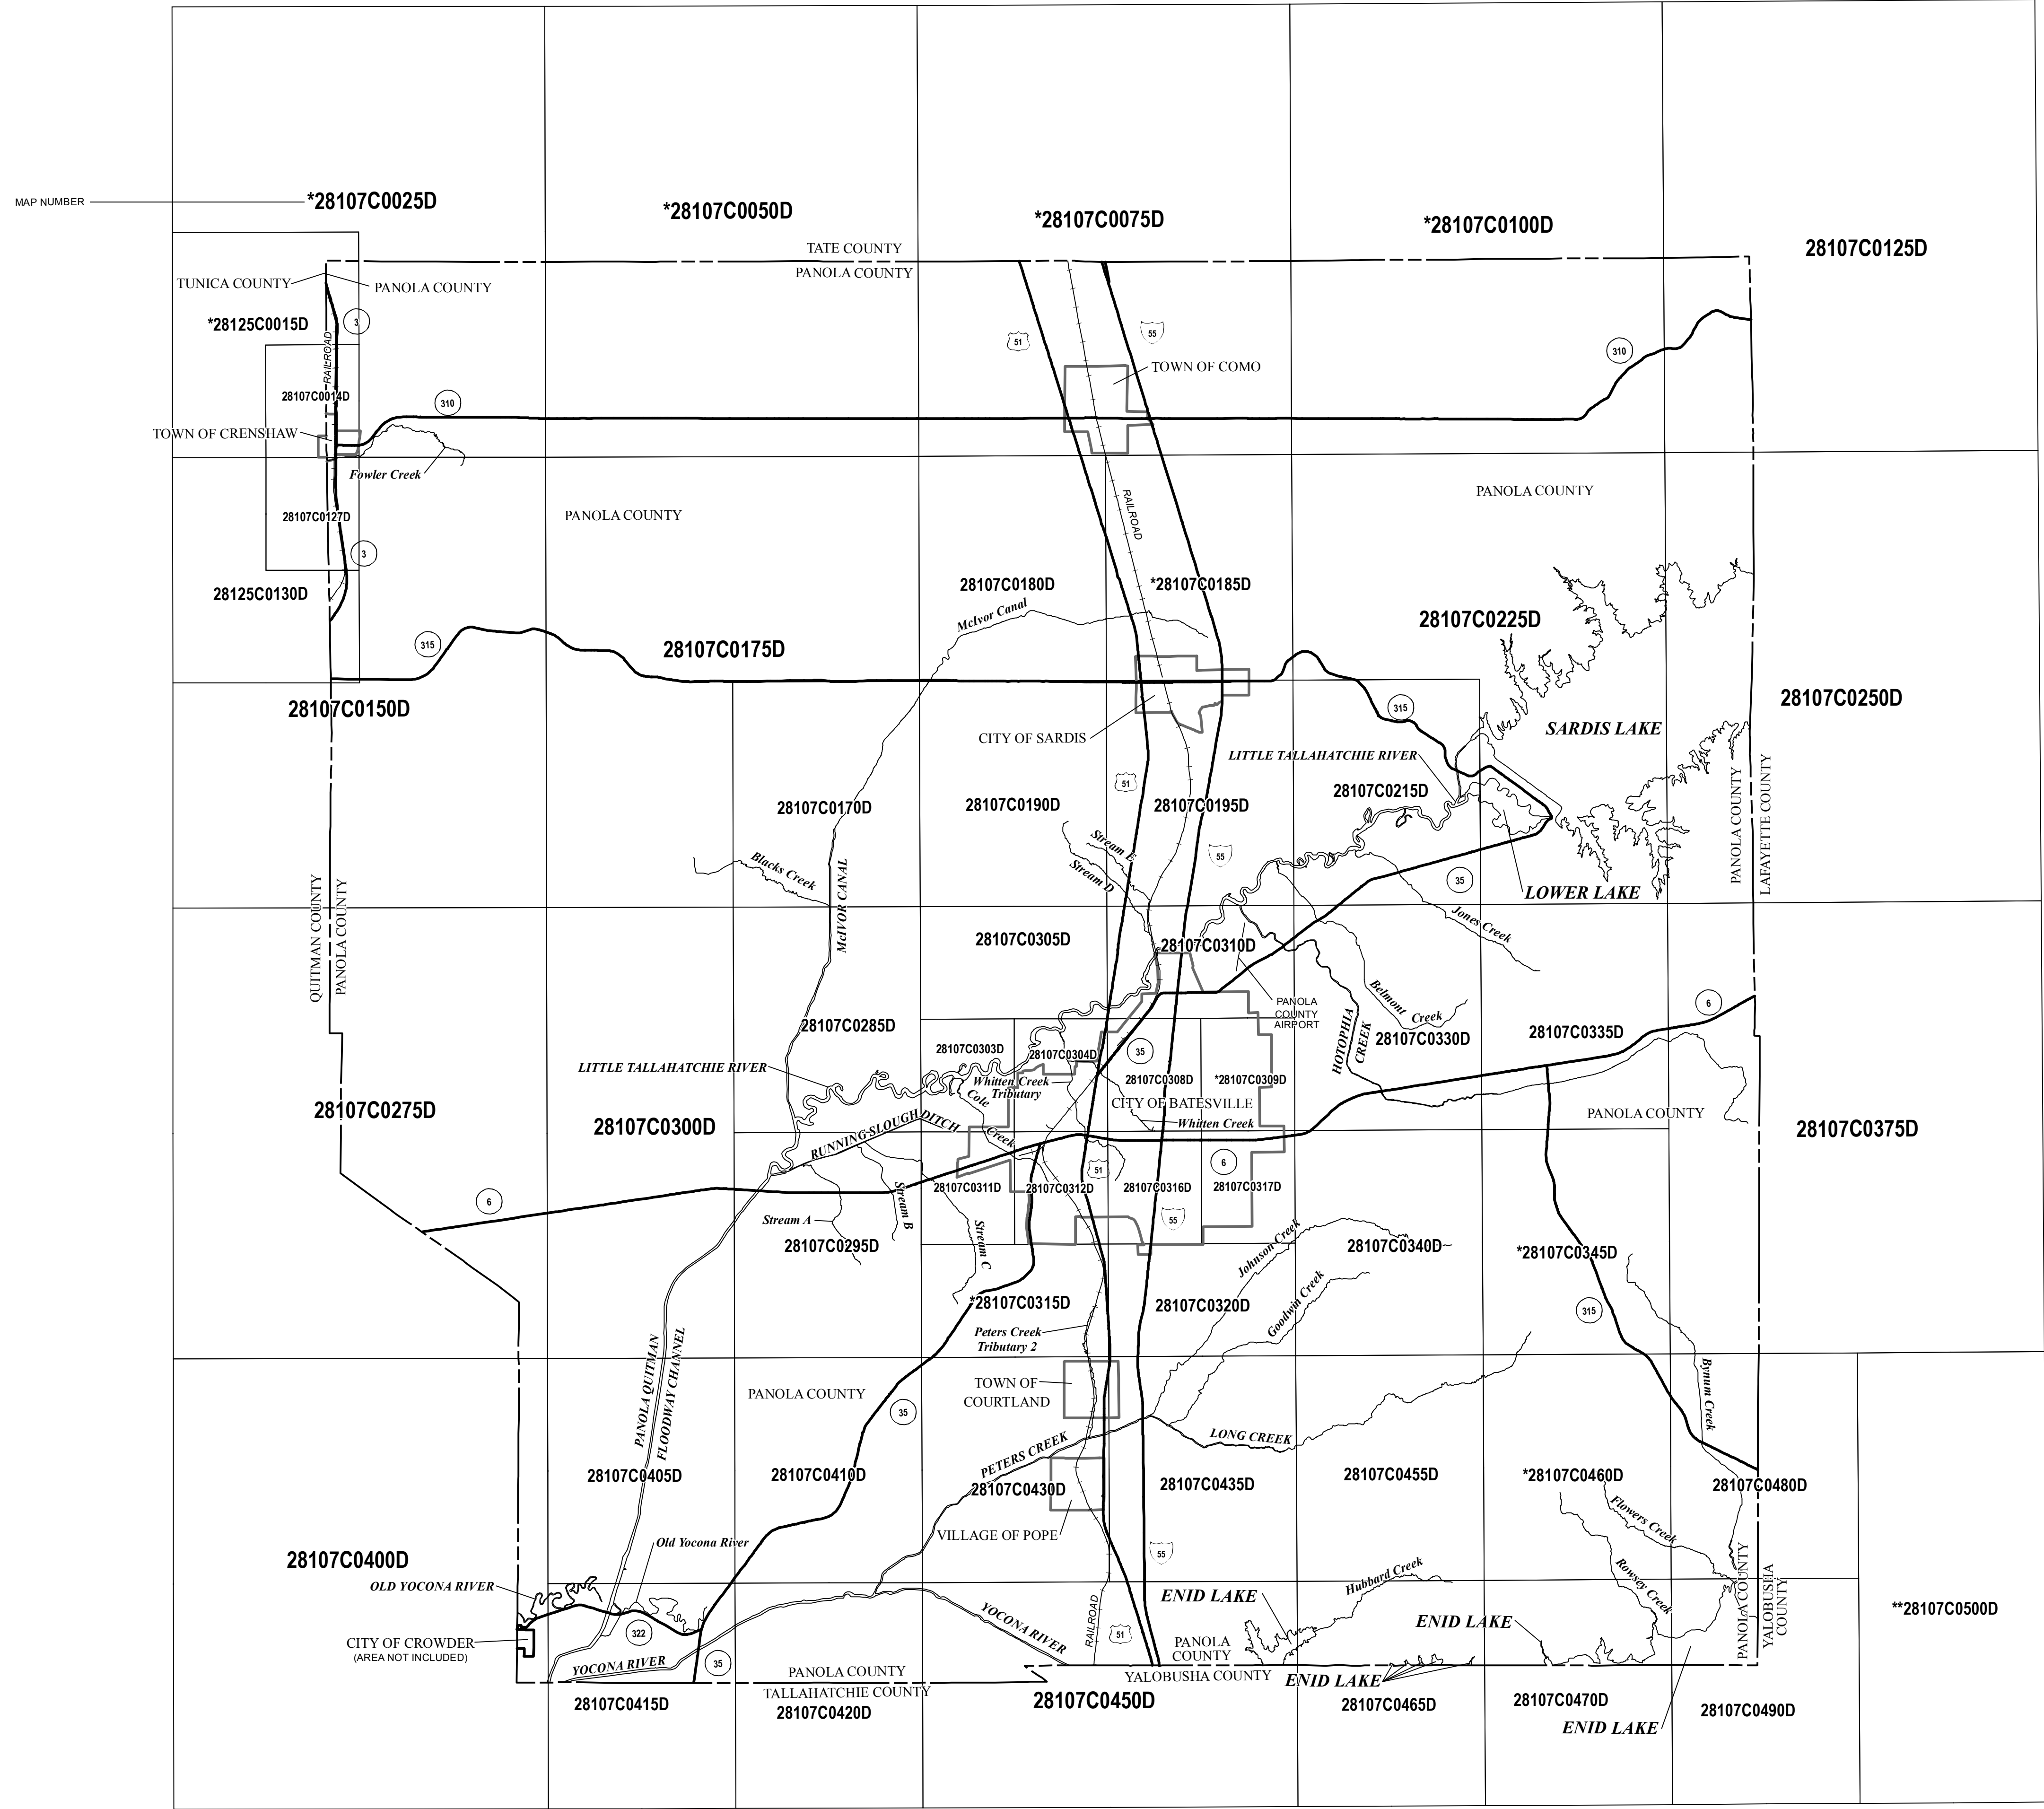 MAP NUMBER
*28107C0025D
*28107C0050D
*28107C0075D
*28107C0100D
28107C0125D
TATE COUNTY
PANOLA COUNTY
TUNICA COUNTY
PANOLA COUNTY
*28125C0015D
3
RAILROAD
51
55
310
TOWN OF COMO
28107C0014D
310
TOWN OF CRENSHAW
Fowler Creek
PANOLA COUNTY
RAILROAD
PANOLA COUNTY
28107C0127D
3
28125C0130D
28107C0180D
*28107C0185D
McIvor Canal
28107C0225D
315
28107C0175D
28107C0150D
28107C0250D
315
CITY OF SARDIS
SARDIS LAKE
LITTLE TALLAHATCHIE RIVER
51
28107C0215D
28107C0170D
28107C0190D
28107C0195D
PANOLA COUNTY
LAFAYETTE COUNTY
Stream E
Stream D
55
Blacks Creek
35
LOWER LAKE
McIVOR CANAL
QUITMAN COUNTY
PANOLA COUNTY
Jones Creek
28107C0305D
28107C0310D
PANOLA
COUNTY
AIRPORT
Belmont Creek
6
28107C0285D
HOTOPHIA
CREEK
28107C0330D
28107C0335D
28107C0303D
28107C0304D
35
LITTLE TALLAHATCHIE RIVER
Whitten Creek
Tributary
28107C0308D
*28107C0309D
28107C0275D
28107C0300D
Cole
Creek
CITY OF BATESVILLE
Whitten Creek
PANOLA COUNTY
28107C0375D
RUNNING SLOUGH DITCH
51
6
6
28107C0311D
28107C0312D
28107C0316D
28107C0317D
Stream A
Stream B
Stream C
55
28107C0295D
Johnson Creek
28107C0340D
*28107C0345D
Goodwin Creek
*28107C0315D
28107C0320D
315
Peters Creek
Tributary 2
PANOLA QUITMAN
FLOODWAY CHANNEL
PANOLA COUNTY
TOWN OF
COURTLAND
35
Bynum Creek
LONG CREEK
PETERS CREEK
28107C0405D
28107C0410D
28107C0430D
28107C0435D
28107C0455D
*28107C0460D
28107C0480D
Flowers Creek
VILLAGE OF POPE
Old Yocona River
55
28107C0400D
OLD YOCONA RIVER
Hubbard Creek
Rowsey Creek
PANOLA COUNTY
YALOBUSHA
COUNTY
ENID LAKE
**28107C0500D
YOCONA RIVER
RAILROAD
51
ENID LAKE
322
CITY OF CROWDER
(AREA NOT INCLUDED)
PANOLA
COUNTY
YOCONA RIVER
35
PANOLA COUNTY
TALLAHATCHIE COUNTY
YALOBUSHA COUNTY
ENID LAKE
28107C0415D
28107C0420D
28107C0450D
28107C0465D
28107C0470D
28107C0490D
ENID LAKE